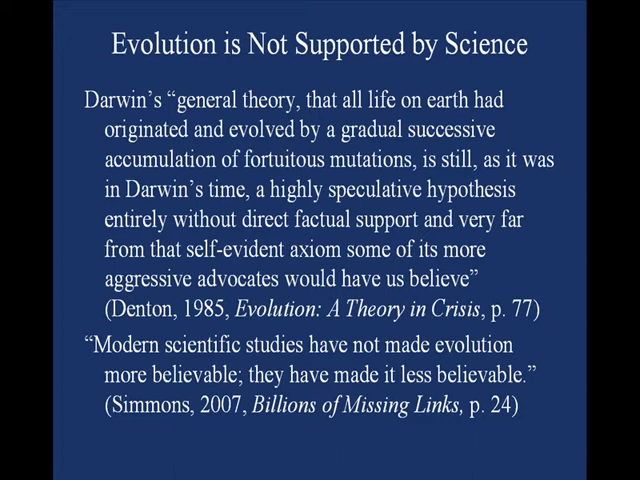 Evolution is Not Supported by Science
Darwin's “general theory, that all life on earth had
originated and evolved by a gradual successive
accumulation of fortuitous mutations, is still, as it was
in Darwin's time, a highly speculative hypothesis
entirely without direct factual support and very far
from that self-evident axiom some of its more
aggressive advocates would have us believe”
(Denton, 1985, Evolution: A Theory in Crisis, p. 77)
“Modern scientific studies have not made evolution
more believable; they have made it less believable.”
(Simmons, 2007, Billions of Missing Links, p. 24)